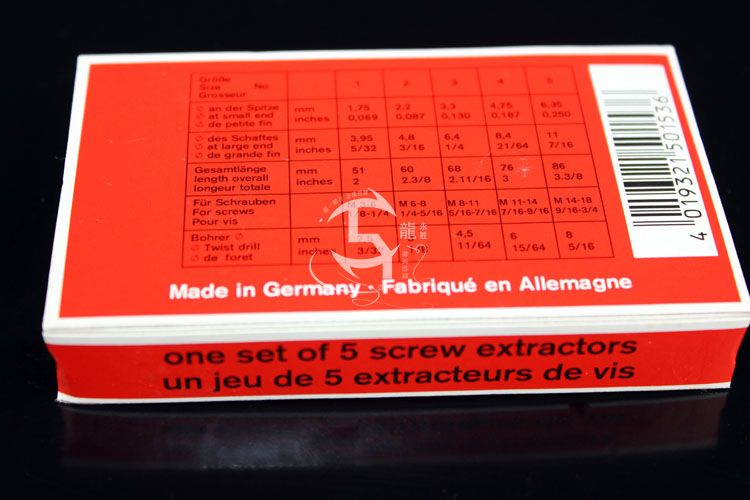 Größe
Size No. 1 2 3 4 5
Grosseur
∅ an der Spitze mm 1,75 2,2 3,3 4,75 6,35
∅ at small end inches 0,069 0,087 0,130 0,187 0,250
∅ de petite fin
∅ des Schaftes mm 3,95 4,8 6,4 8,4 11
∅ at large end inches 5/32 3/16 1/4 21/64 7/16
∅ de grande fin
Gesamtlänge mm 51 60 68 76 86
length overall inches 2 2.3/8 2.11/16 3 3.3/8
longeur totale
Für Schrauben M 6-8 M 8-11 M 11-14 M 14-18
For screws 1/8-1/4 1/4-5/16 5/16-7/16 7/16-9/16 9/16-3/4
Pour vis
Bohrer ∅ mm 4,5 6 8
∅ Twist drill inches 11/64 15/64 5/16
∅ de foret
Made in Germany · Fabriqué en Allemagne
4 019321 501536
one set of 5 screw extractors
un jeu de 5 extracteurs de vis
龍
永胜